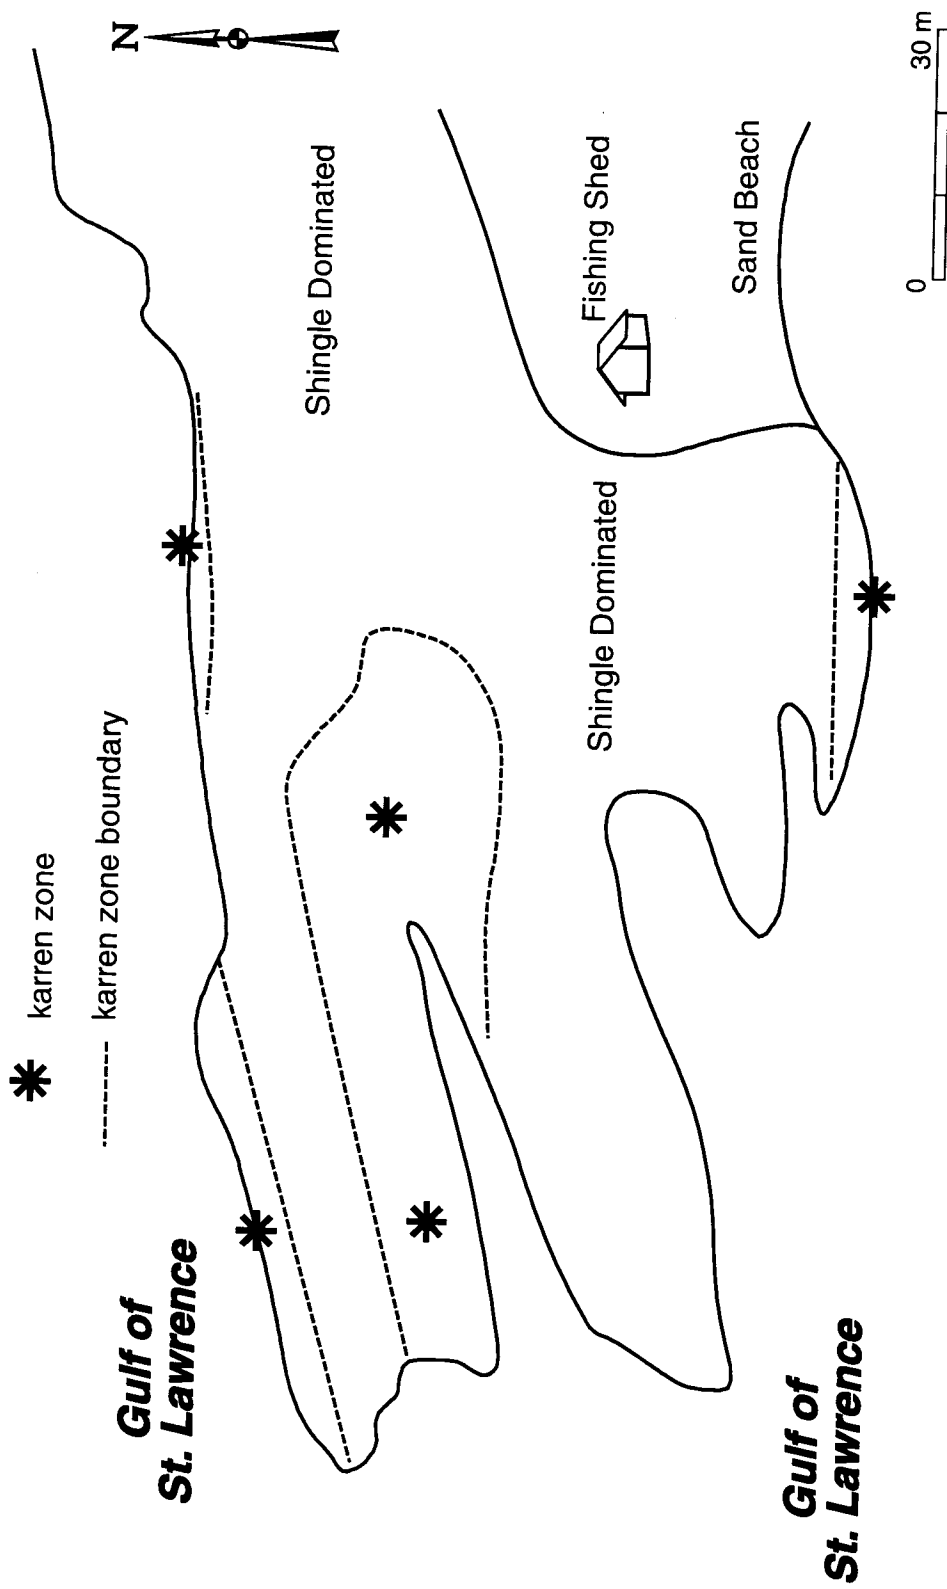 karren zone
karren zone boundary
N
Gulf of
St. Lawrence
Shingle Dominated
Shingle Dominated
Fishing Shed
Sand Beach
Gulf of
St. Lawrence
0 30 m